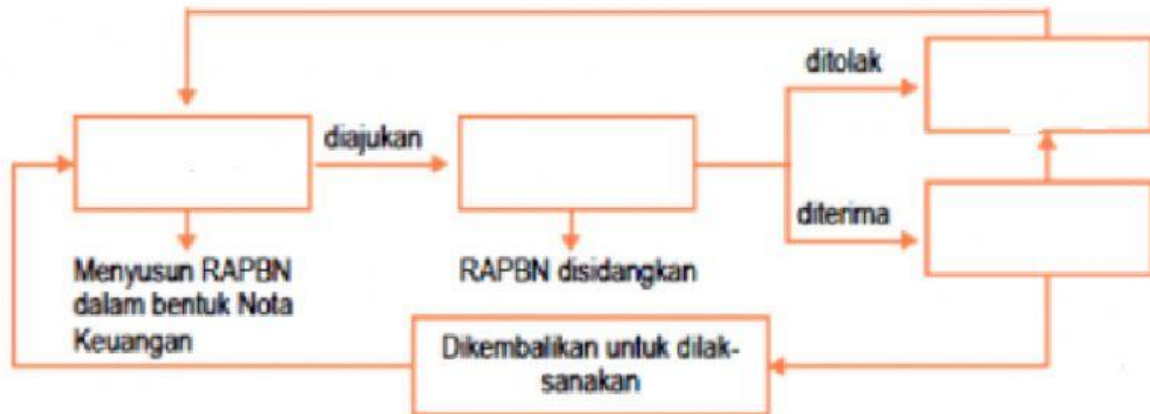 ditolak
diajukan
diterima
Menyusun RAPBN
dalam bentuk Nota
Keuangan
RAPBN disidangkan
Dikembalikan untuk dilak-
sanakan